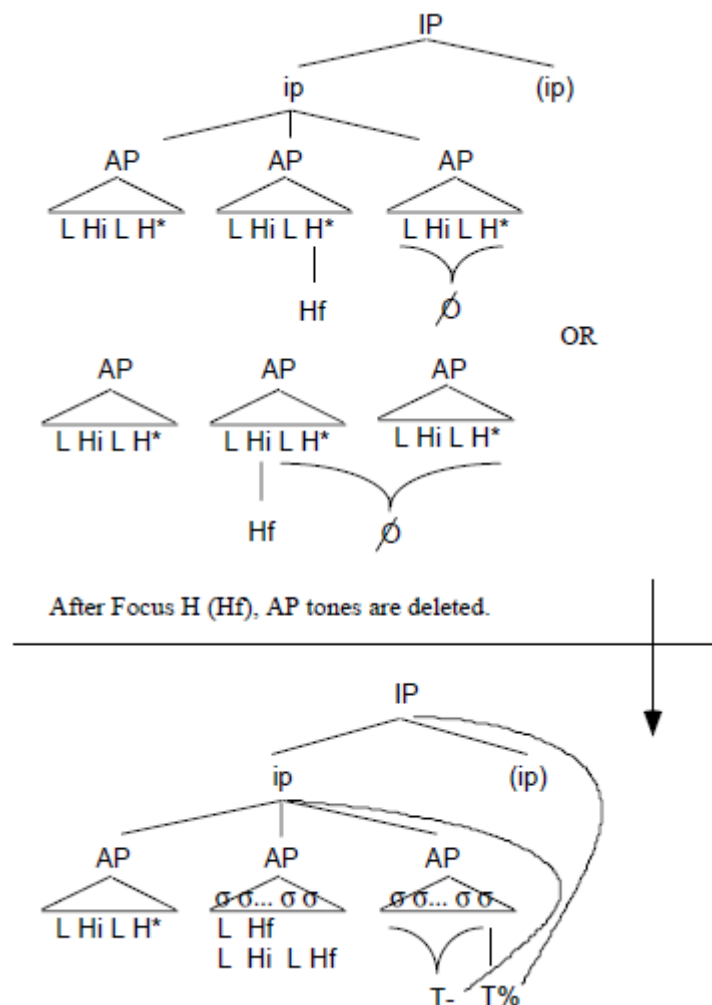 IP
ip (ip)
AP AP AP
L Hi L H* L Hi L H* L Hi L H*
Hf Ø
OR
AP AP AP
L Hi L H* L Hi L H* L Hi L H*
Hf Ø
After Focus H (Hf), AP tones are deleted.
IP
ip (ip)
AP AP AP
σ σ... σ σ σ σ... σ σ
L Hi L H* L Hf
L Hi L Hf
T- T%